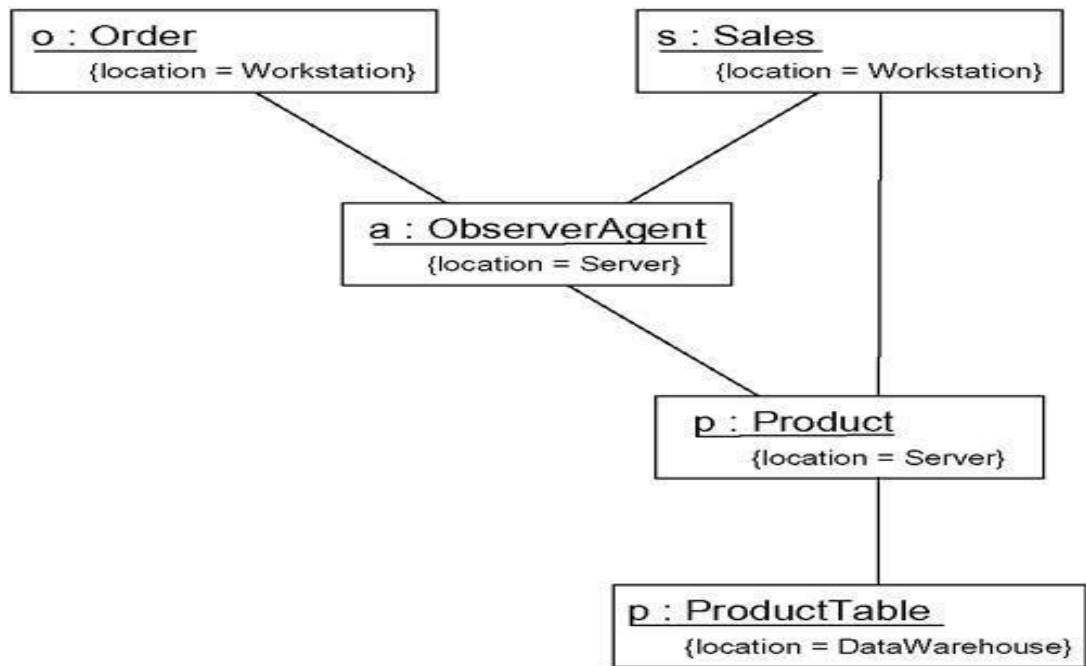 o : Order
{location = Workstation}
s : Sales
{location = Workstation}
a : ObserverAgent
{location = Server}
p : Product
{location = Server}
p : ProductTable
{location = DataWarehouse}